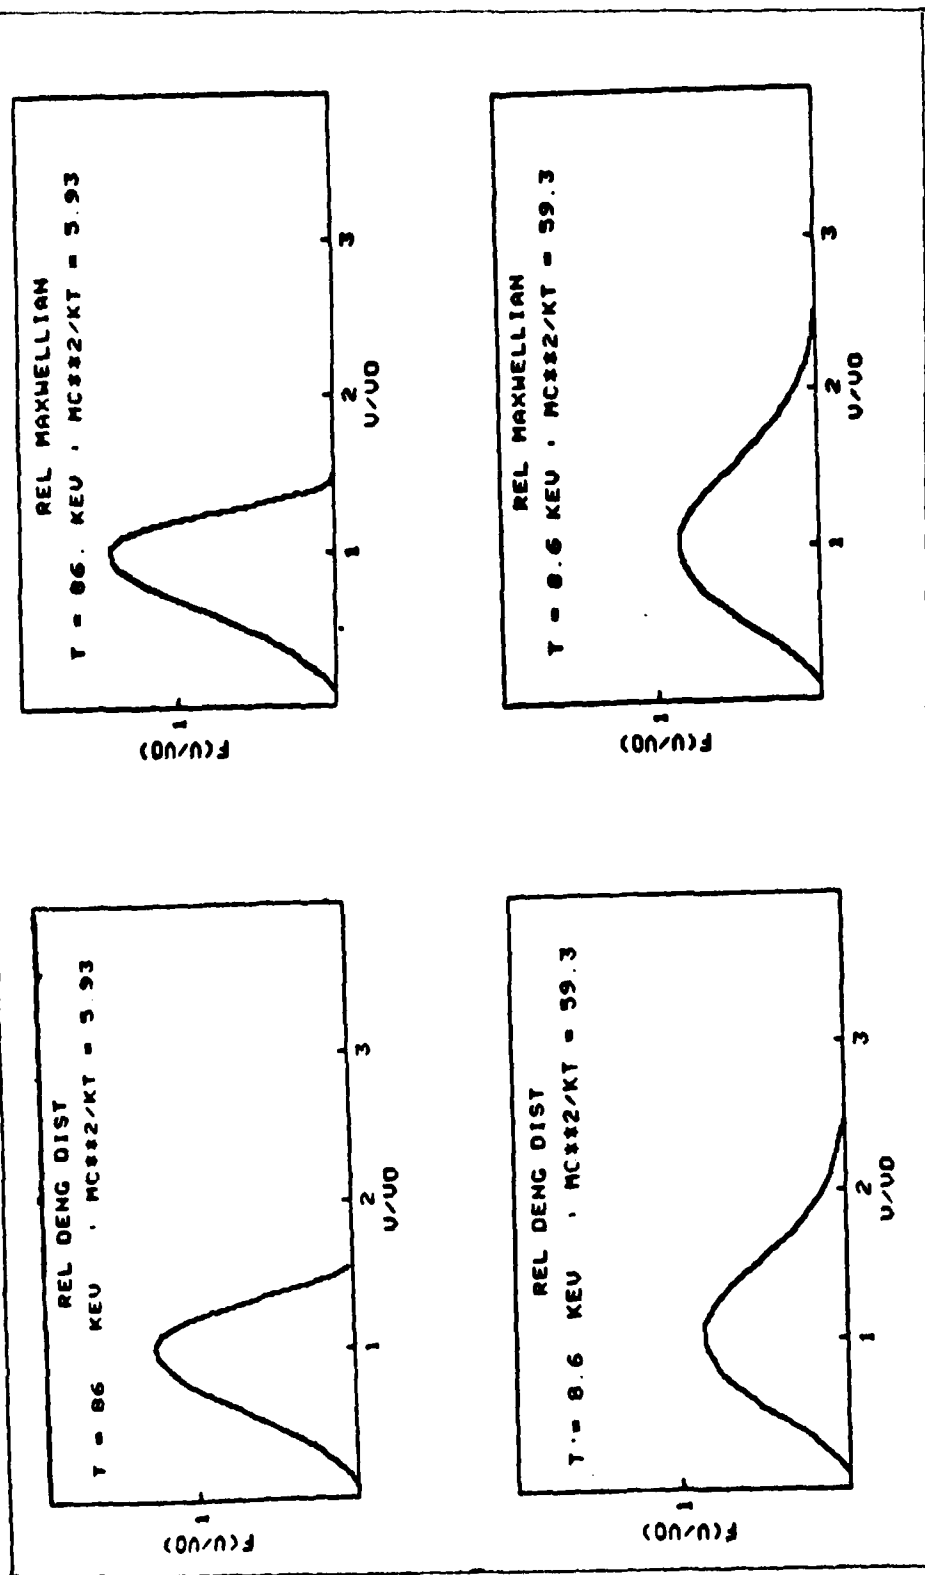 REL DENG DIST
T = 86 KEV , MC**2/KT = 5.93
F(V/V0)
1
1
2
3
V/V0
REL MAXWELLIAN
T = 86. KEV , MC**2/KT = 5.93
F(V/V0)
1
1
2
3
V/V0
REL DENG DIST
T = 8.6 KEV , MC**2/KT = 59.3
F(V/V0)
1
1
2
3
V/V0
REL MAXWELLIAN
T = 8.6 KEV , MC**2/KT = 59.3
F(V/V0)
1
1
2
3
V/V0